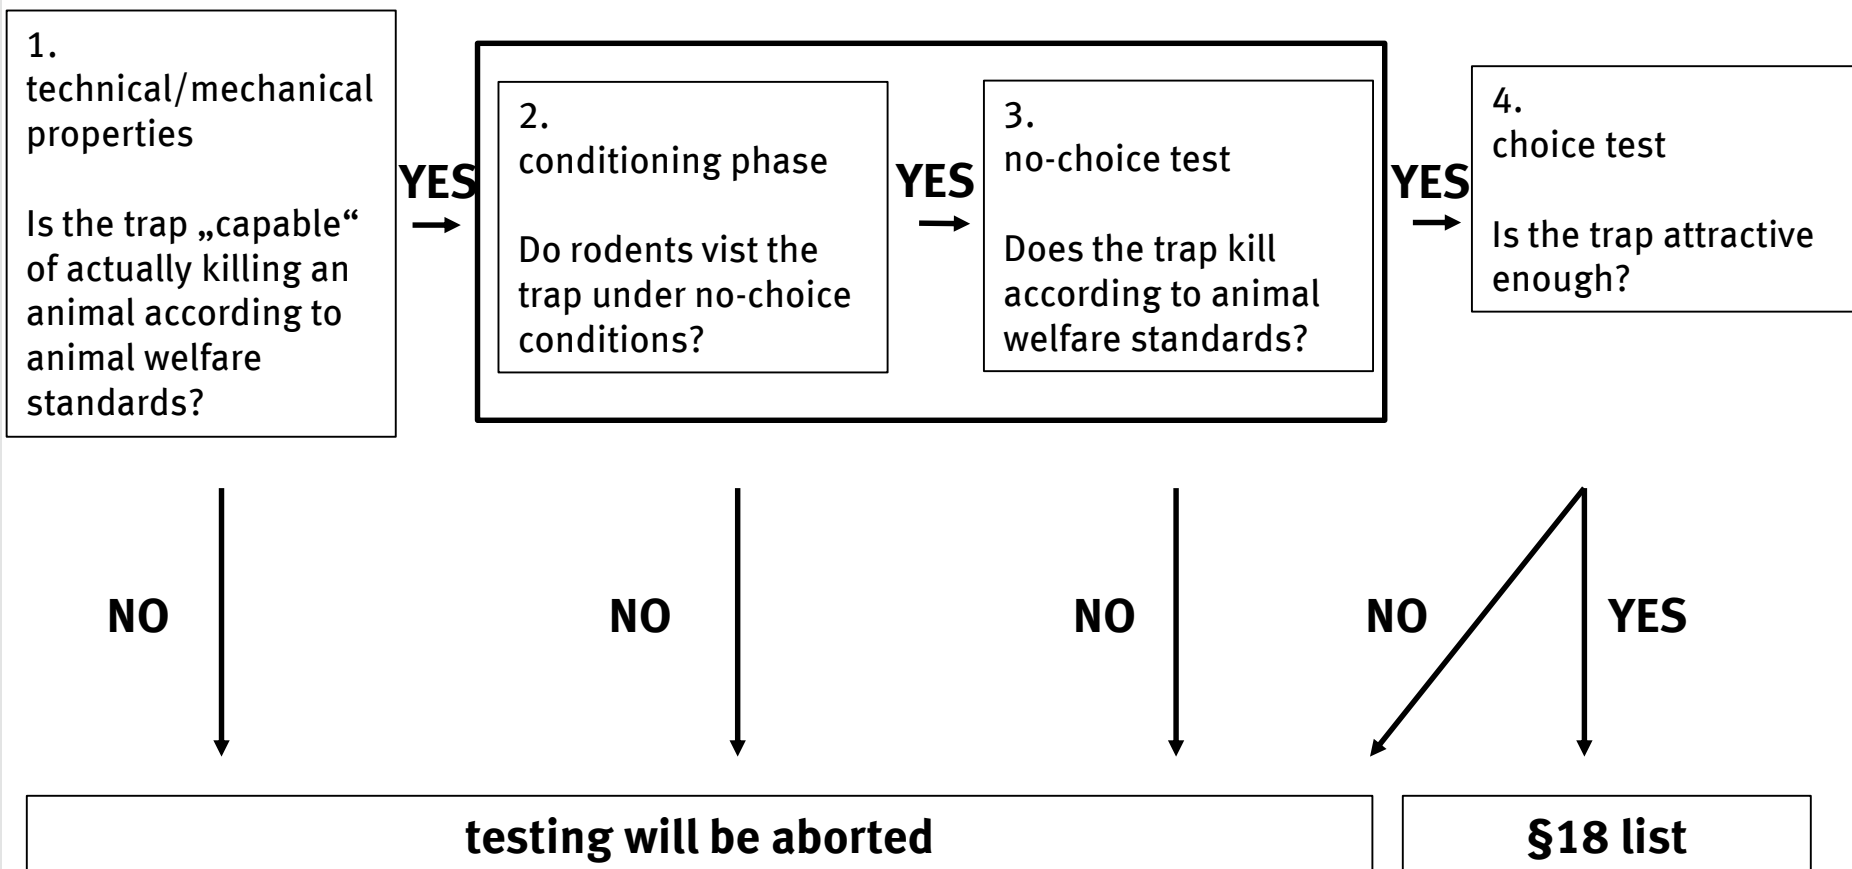 1.
technical/mechanical
properties
Is the trap „capable“
of actually killing an
animal according to
animal welfare
standards?
YES
2.
conditioning phase
Do rodents vist the
trap under no-choice
conditions?
YES
3.
no-choice test
Does the trap kill
according to animal
welfare standards?
YES
4.
choice test
Is the trap attractive
enough?
NO
NO
NO
NO
YES
testing will be aborted
§18 list